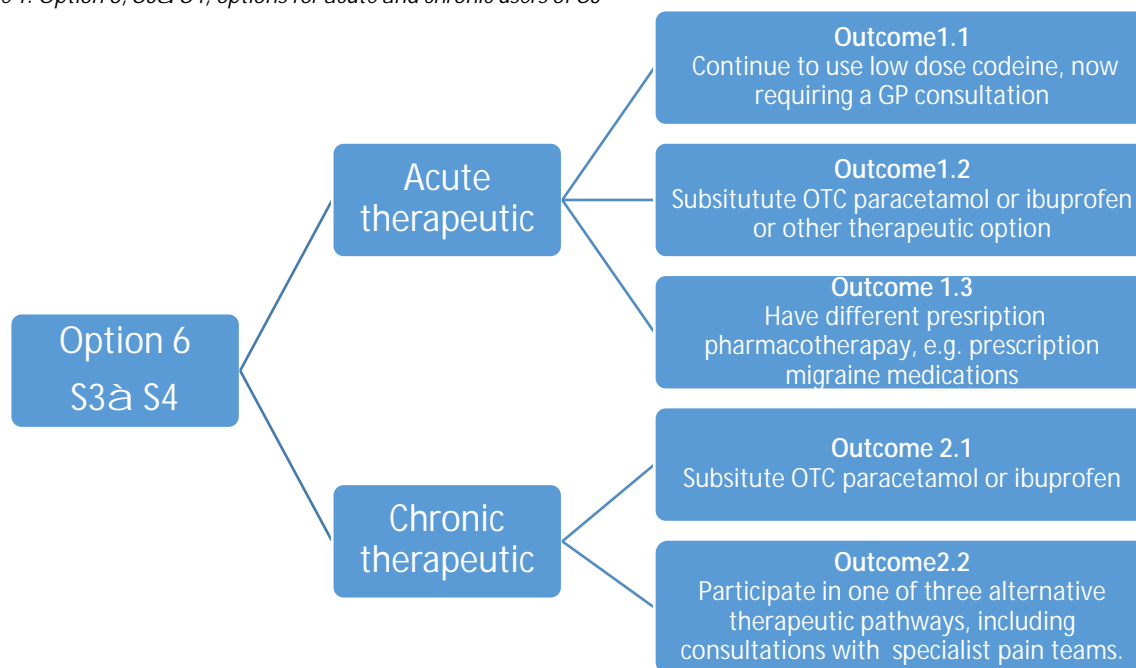 Option 6
S3à S4
Acute
therapeutic
Chronic
therapeutic
Outcome1.1
Continue to use low dose codeine, now
requiring a GP consultation
Outcome1.2
Subsitutute OTC paracetamol or ibuprofen
or other therapeutic option
Outcome 1.3
Have different presription
pharmacotherapay, e.g. prescription
migraine medications
Outcome 2.1
Subsitute OTC paracetamol or ibuprofen
Outcome2.2
Participate in one of three alternative
therapeutic pathways, including
consultations with specialist pain teams.